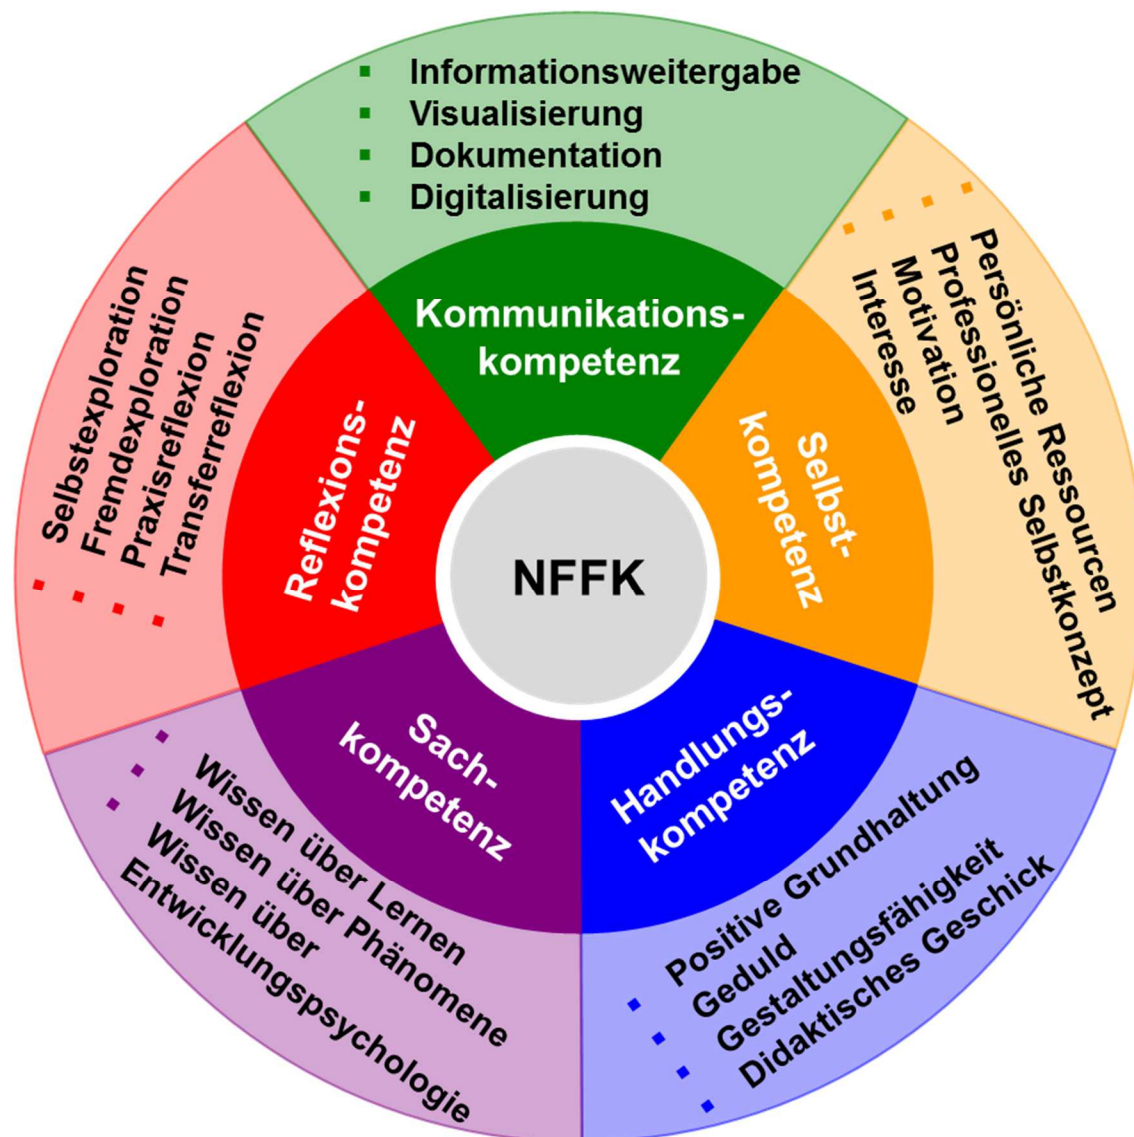 Informationsweitergabe
Visualisierung
Dokumentation
Digitalisierung
Kommunikations-
kompetenz
Persönliche Ressourcen
Professionelles Selbstkonzept
Motivation
Interesse
Selbst-
kompetenz
Handlungs-
kompetenz
Positive Grundhaltung
Geduld
Gestaltungsfähigkeit
Didaktisches Geschick
Sach-
kompetenz
Wissen über Lernen
Wissen über Phänomene
Wissen über
Entwicklungspsychologie
Reflexions-
kompetenz
Selbstexploration
Fremdexploration
Praxisreflexion
Transferreflexion
NFFK